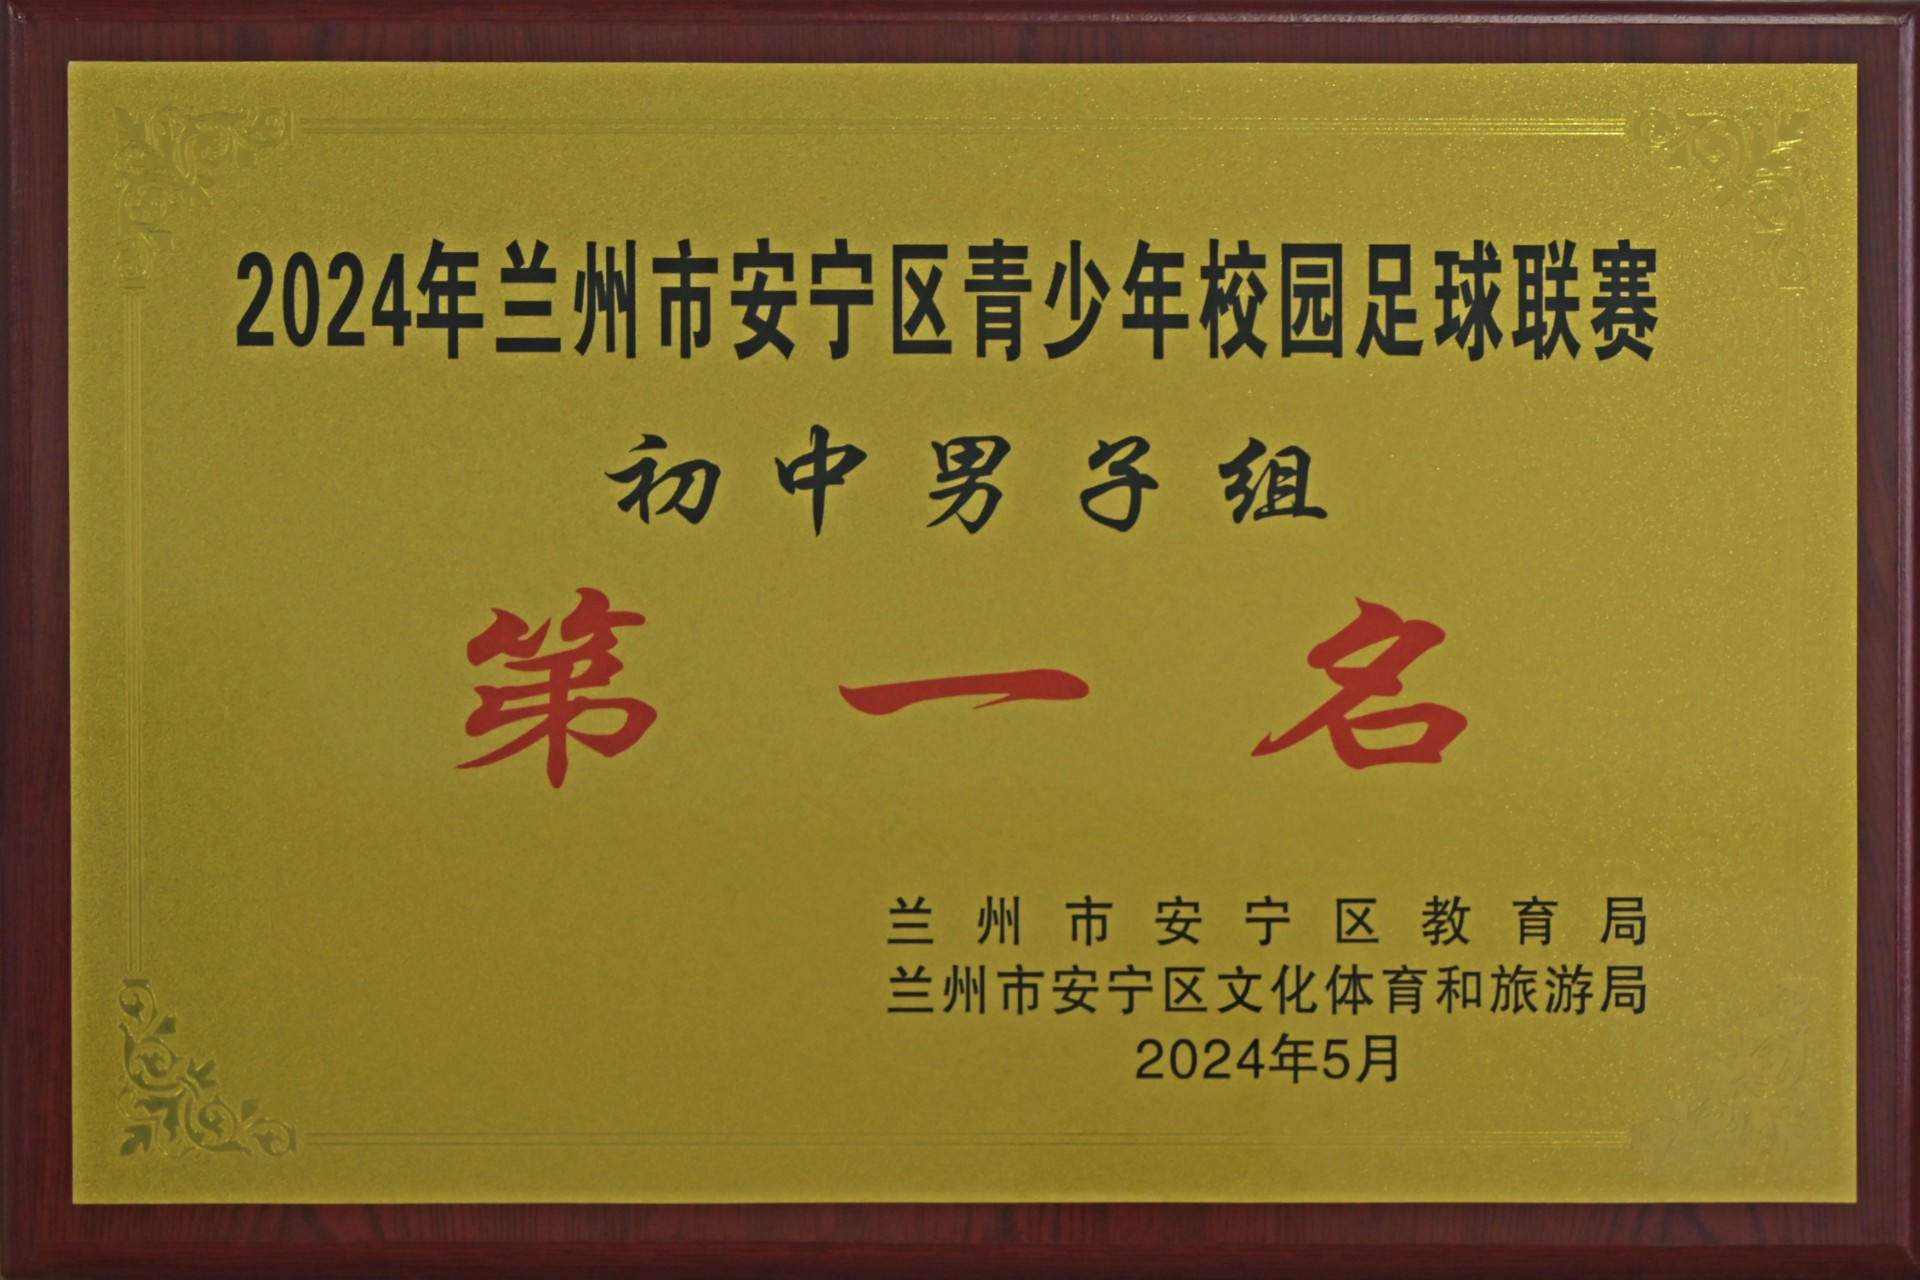 2024年兰州市安宁区青少年校园足球联赛
初中男子组
第一名
兰州市安宁区教育局
兰州市安宁区文化体育和旅游局
2024年5月